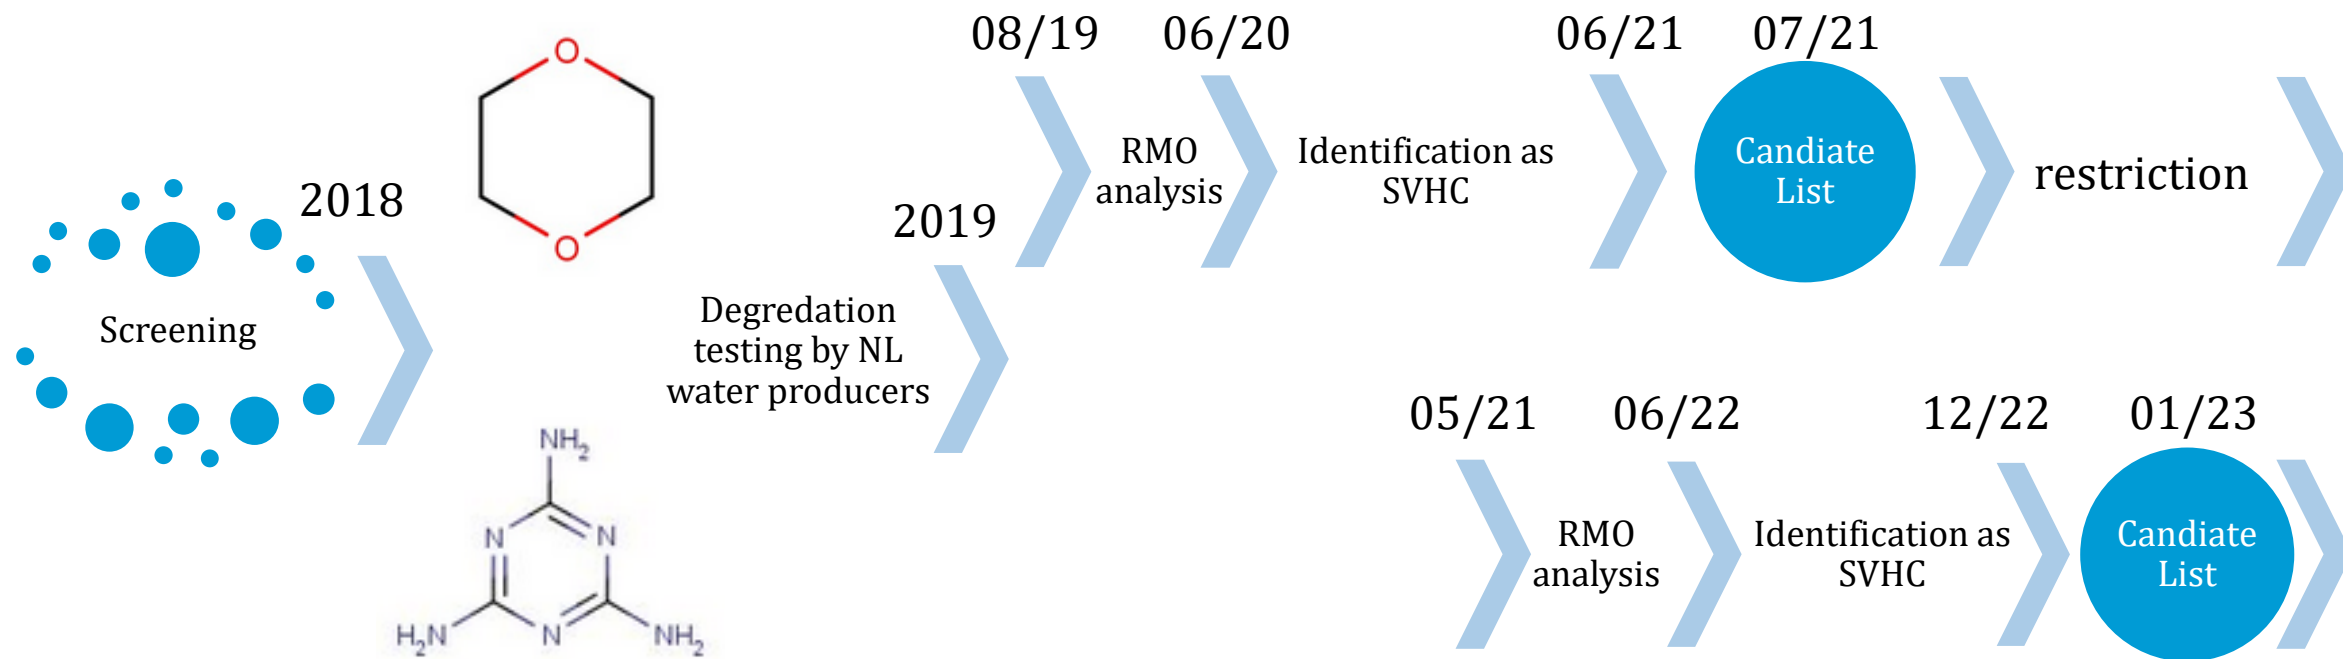 Screening
2018
O
O
NH2
N
N
N
H2N
NH2
Degredation
testing by NL
water producers
2019
08/19
RMO
analysis
06/20
Identification as
SVHC
06/21
07/21
Candiate
List
restriction
05/21
RMO
analysis
06/22
Identification as
SVHC
12/22
01/23
Candiate
List